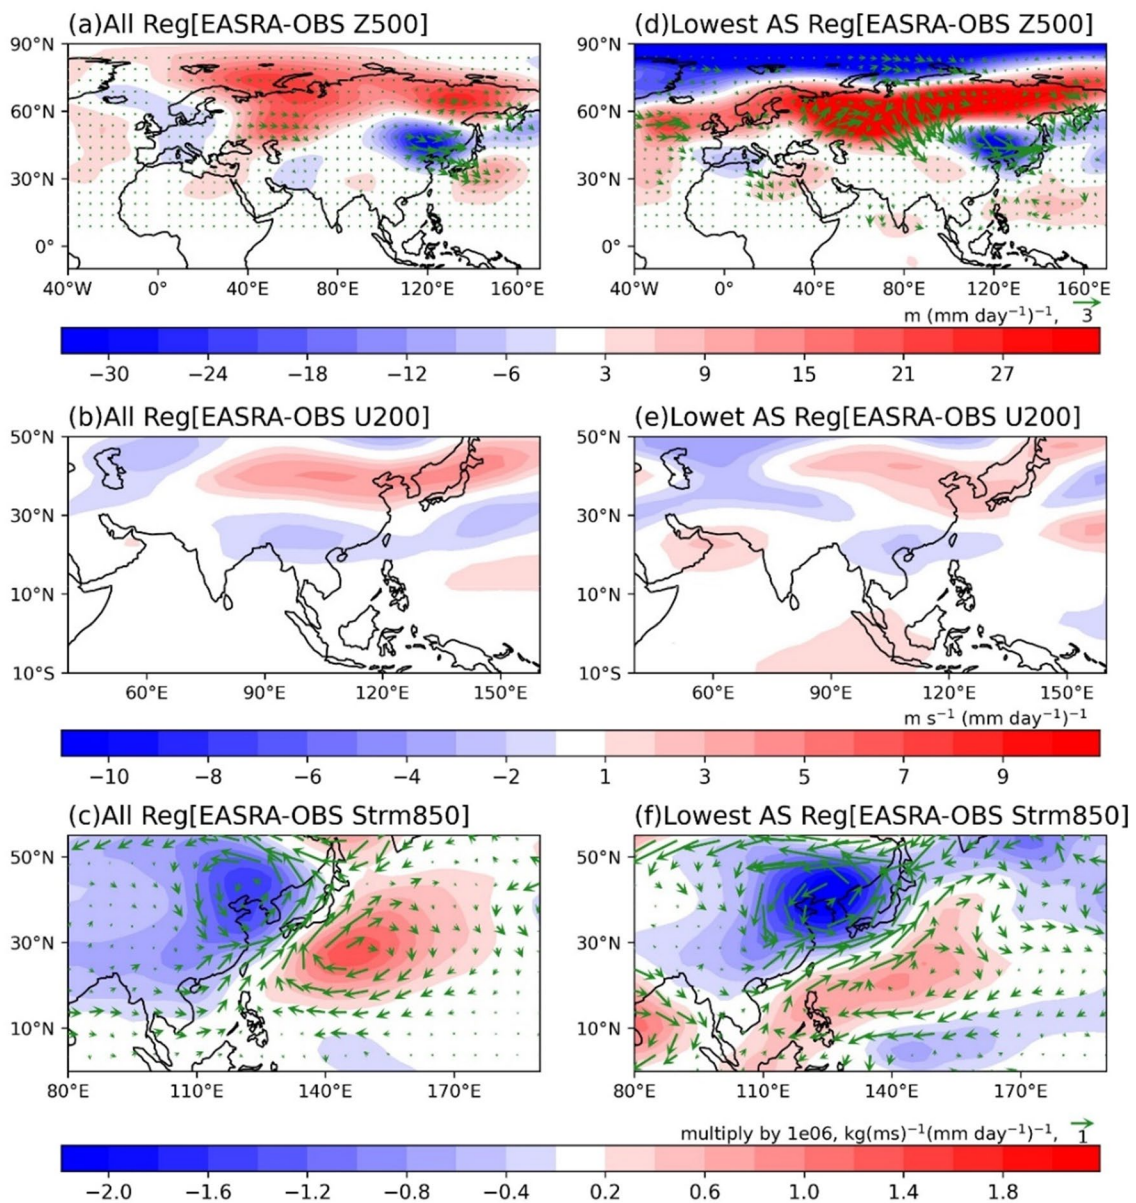 (a)All Reg[EASRA-OBS Z500]
(d)Lowest AS Reg[EASRA-OBS Z500]
90°N
60°N
30°N
0°
40°W 0° 40°E 80°E 120°E 160°E
90°N
60°N
30°N
0°
40°W 0° 40°E 80°E 120°E 160°E
m (mm day⁻¹)⁻¹, 3
−30 −24 −18 −12 −6 3 9 15 21 27
(b)All Reg[EASRA-OBS U200]
(e)Lowet AS Reg[EASRA-OBS U200]
50°N
30°N
10°N
10°S
60°E 90°E 120°E 150°E
50°N
30°N
10°N
10°S
60°E 90°E 120°E 150°E
m s⁻¹ (mm day⁻¹)⁻¹
−10 −8 −6 −4 −2 1 3 5 7 9
(c)All Reg[EASRA-OBS Strm850]
(f)Lowest AS Reg[EASRA-OBS Strm850]
50°N
30°N
10°N
80°E 110°E 140°E 170°E
50°N
30°N
10°N
80°E 110°E 140°E 170°E
multiply by 1e06, kg(ms)⁻¹(mm day⁻¹)⁻¹, 1
−2.0 −1.6 −1.2 −0.8 −0.4 0.2 0.6 1.0 1.4 1.8